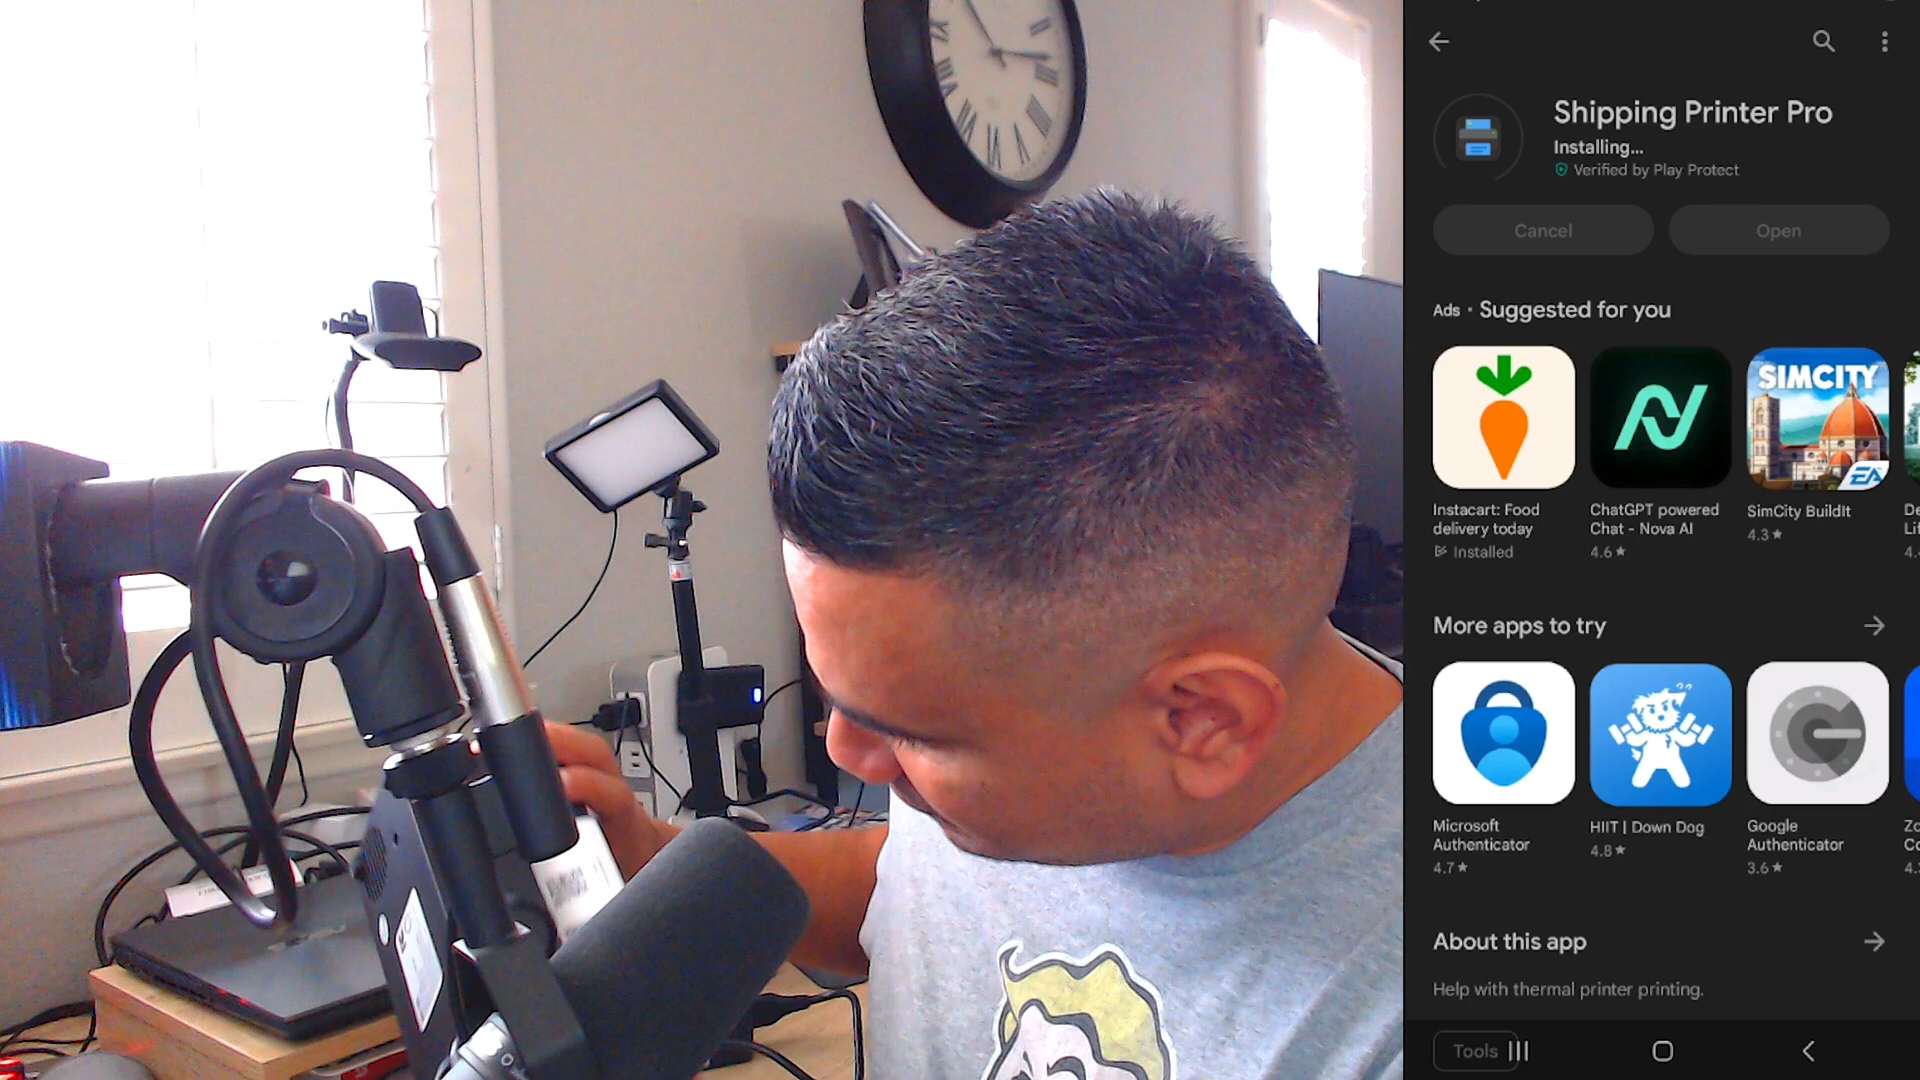 Shipping Printer Pro
Installing...
Verified by Play Protect
Cancel
Open
Ads • Suggested for you
SIMCITY
EA
Instacart: Food
delivery today
Installed
ChatGPT powered
Chat - Nova AI
4.6★
SimCity BuildIt
4.3★
More apps to try
Microsoft
Authenticator
4.7★
HIIT | Down Dog
4.8★
Google
Authenticator
3.6★
About this app
Help with thermal printer printing.
Tools